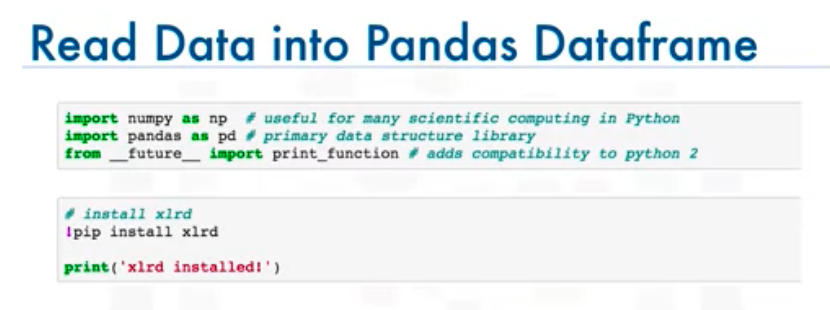 Read Data into Pandas Dataframe
import numpy as np # useful for many scientific computing in Python
import pandas as pd # primary data structure library
from __future__ import print_function # adds compatibility to python 2
# install xlrd
!pip install xlrd
print('xlrd installed!')